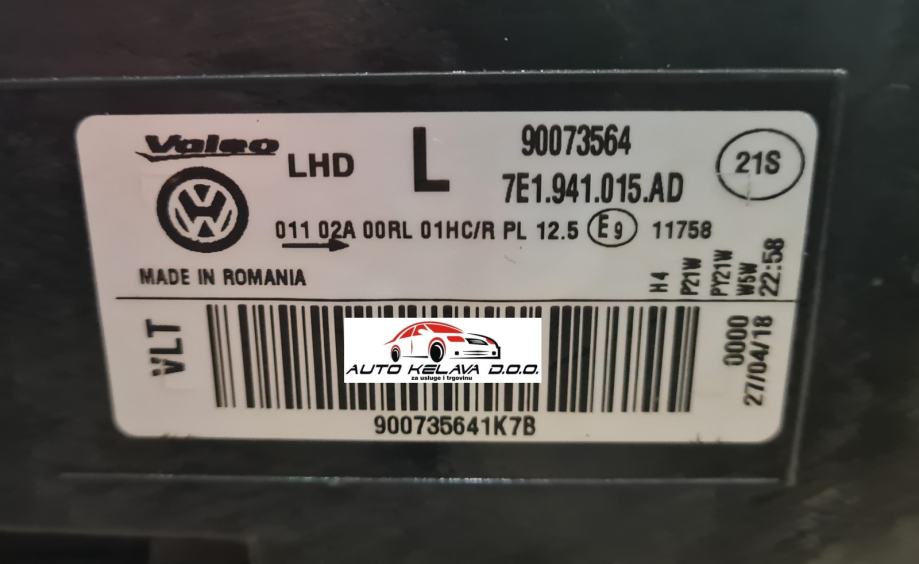 Valeo
LHD
L
90073564
7E1.941.015.AD
21S
011 02A 00RL 01HC/R PL 12.5 E9 11758
MADE IN ROMANIA
H4
P21W
PY21W
W5W
22:58
VLT
0000
27/04/18
AUTO KELAVA D.O.O.
za usluge i trgovinu
900735641K7B